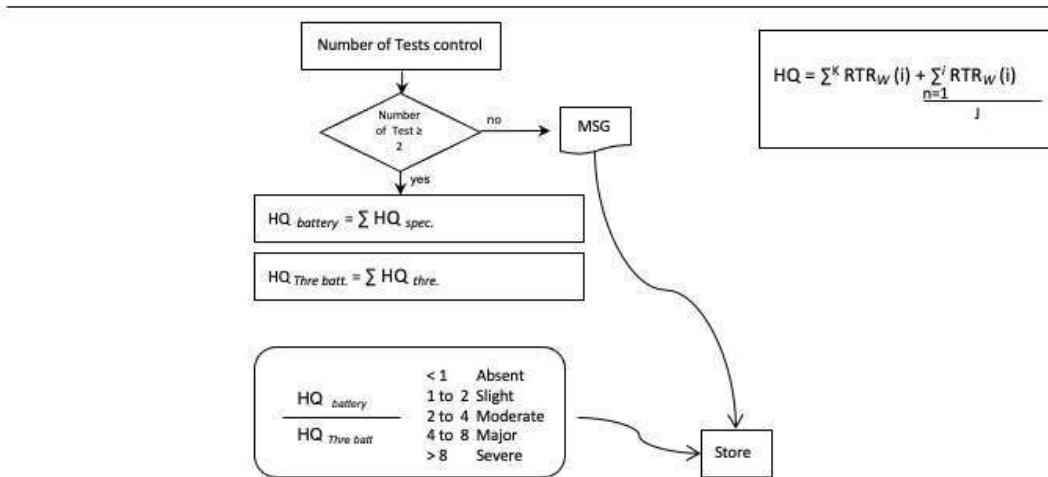 Number of Tests control
Number
of Test ≥
2
no
MSG
yes
HQ battery = ∑ HQ spec.
HQ Thre batt. = ∑ HQ thre.
HQ battery
HQ Thre batt
< 1 Absent
1 to 2 Slight
2 to 4 Moderate
4 to 8 Major
> 8 Severe
Store
HQ = ∑ᴷ RTR_W (i) + ∑ⁱ RTR_W (i)
n=1
J